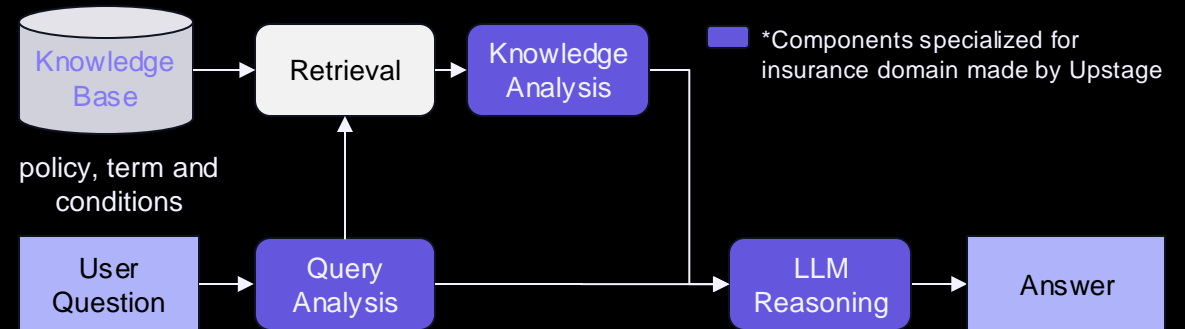 Knowledge
Base
Retrieval
Knowledge
Analysis
*Components specialized for
insurance domain made by Upstage
policy, term and
conditions
User
Question
Query
Analysis
LLM
Reasoning
Answer